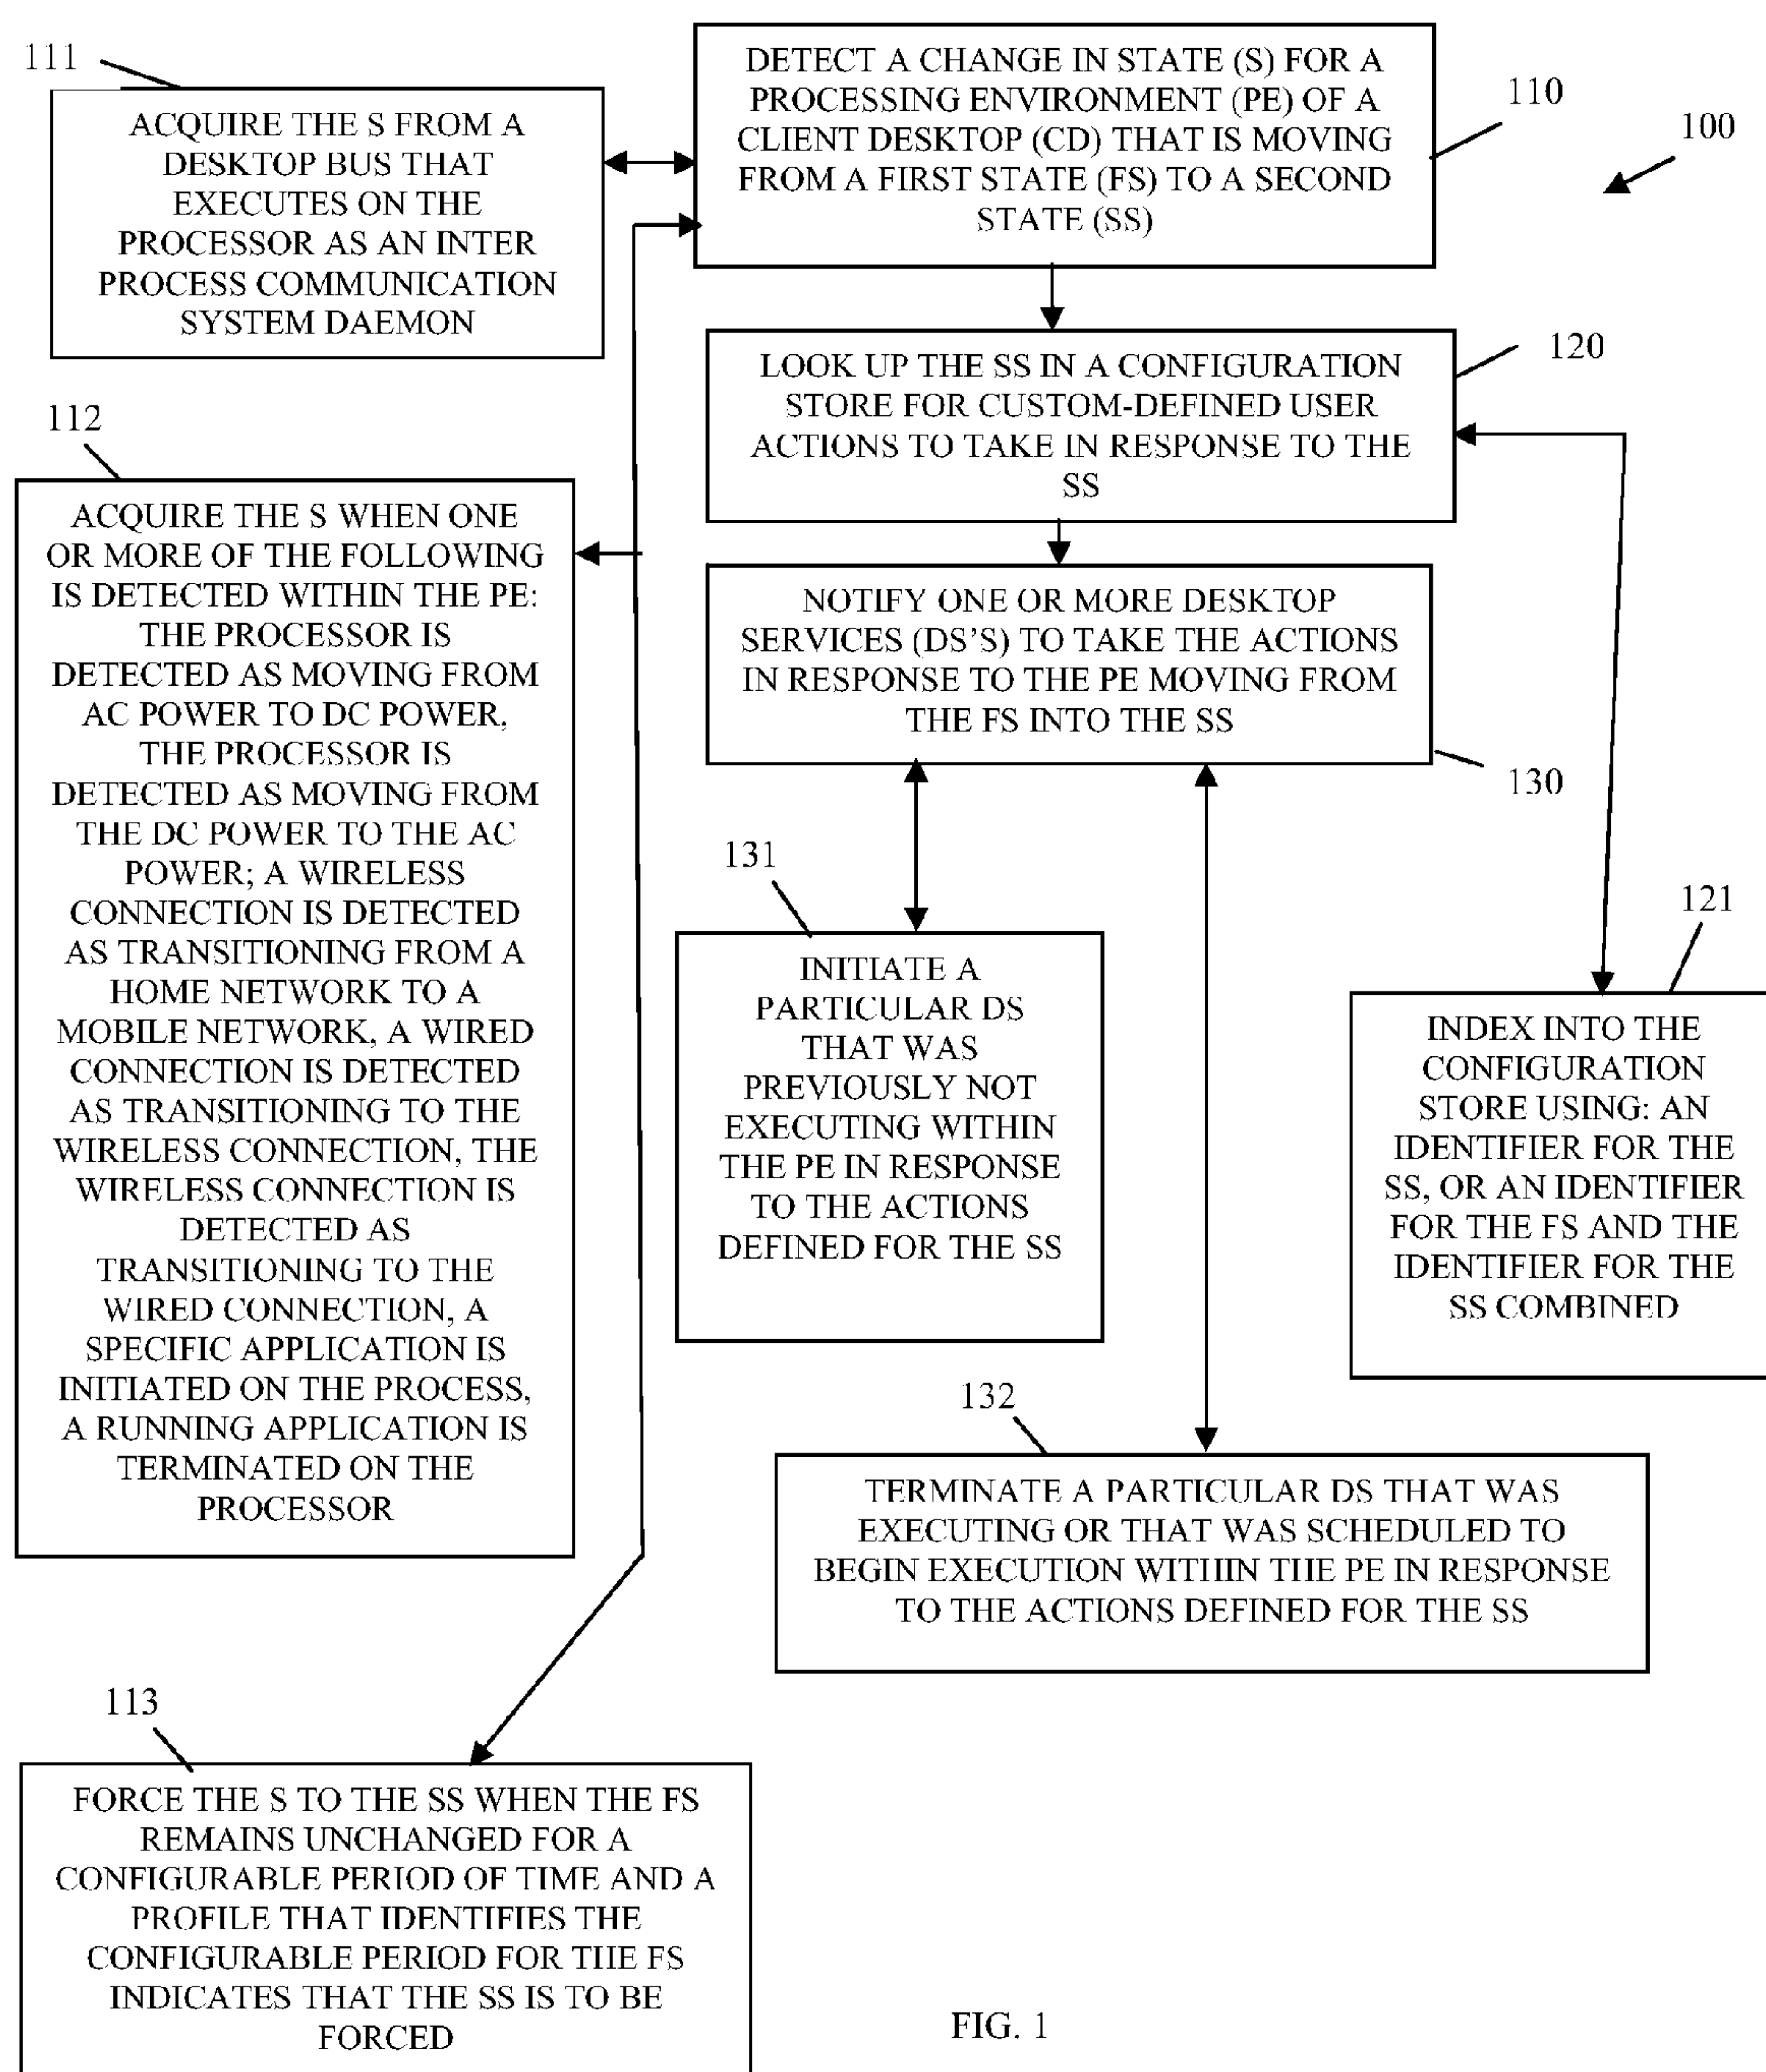 111
ACQUIRE THE S FROM A
DESKTOP BUS THAT
EXECUTES ON THE
PROCESSOR AS AN INTER
PROCESS COMMUNICATION
SYSTEM DAEMON
DETECT A CHANGE IN STATE (S) FOR A
PROCESSING ENVIRONMENT (PE) OF A
CLIENT DESKTOP (CD) THAT IS MOVING
FROM A FIRST STATE (FS) TO A SECOND
STATE (SS)
110
100
LOOK UP THE SS IN A CONFIGURATION
STORE FOR CUSTOM-DEFINED USER
ACTIONS TO TAKE IN RESPONSE TO THE
SS
120
112
ACQUIRE THE S WHEN ONE
OR MORE OF THE FOLLOWING
IS DETECTED WITHIN THE PE:
THE PROCESSOR IS
DETECTED AS MOVING FROM
AC POWER TO DC POWER,
THE PROCESSOR IS
DETECTED AS MOVING FROM
THE DC POWER TO THE AC
POWER; A WIRELESS
CONNECTION IS DETECTED
AS TRANSITIONING FROM A
HOME NETWORK TO A
MOBILE NETWORK, A WIRED
CONNECTION IS DETECTED
AS TRANSITIONING TO THE
WIRELESS CONNECTION, THE
WIRELESS CONNECTION IS
DETECTED AS
TRANSITIONING TO THE
WIRED CONNECTION, A
SPECIFIC APPLICATION IS
INITIATED ON THE PROCESS,
A RUNNING APPLICATION IS
TERMINATED ON THE
PROCESSOR
NOTIFY ONE OR MORE DESKTOP
SERVICES (DS'S) TO TAKE THE ACTIONS
IN RESPONSE TO THE PE MOVING FROM
THE FS INTO THE SS
130
131
INITIATE A
PARTICULAR DS
THAT WAS
PREVIOUSLY NOT
EXECUTING WITHIN
THE PE IN RESPONSE
TO THE ACTIONS
DEFINED FOR THE SS
121
INDEX INTO THE
CONFIGURATION
STORE USING: AN
IDENTIFIER FOR THE
SS, OR AN IDENTIFIER
FOR THE FS AND THE
IDENTIFIER FOR THE
SS COMBINED
132
TERMINATE A PARTICULAR DS THAT WAS
EXECUTING OR THAT WAS SCHEDULED TO
BEGIN EXECUTION WITHIN THE PE IN RESPONSE
TO THE ACTIONS DEFINED FOR THE SS
113
FORCE THE S TO THE SS WHEN THE FS
REMAINS UNCHANGED FOR A
CONFIGURABLE PERIOD OF TIME AND A
PROFILE THAT IDENTIFIES THE
CONFIGURABLE PERIOD FOR THE FS
INDICATES THAT THE SS IS TO BE
FORCED
FIG. 1